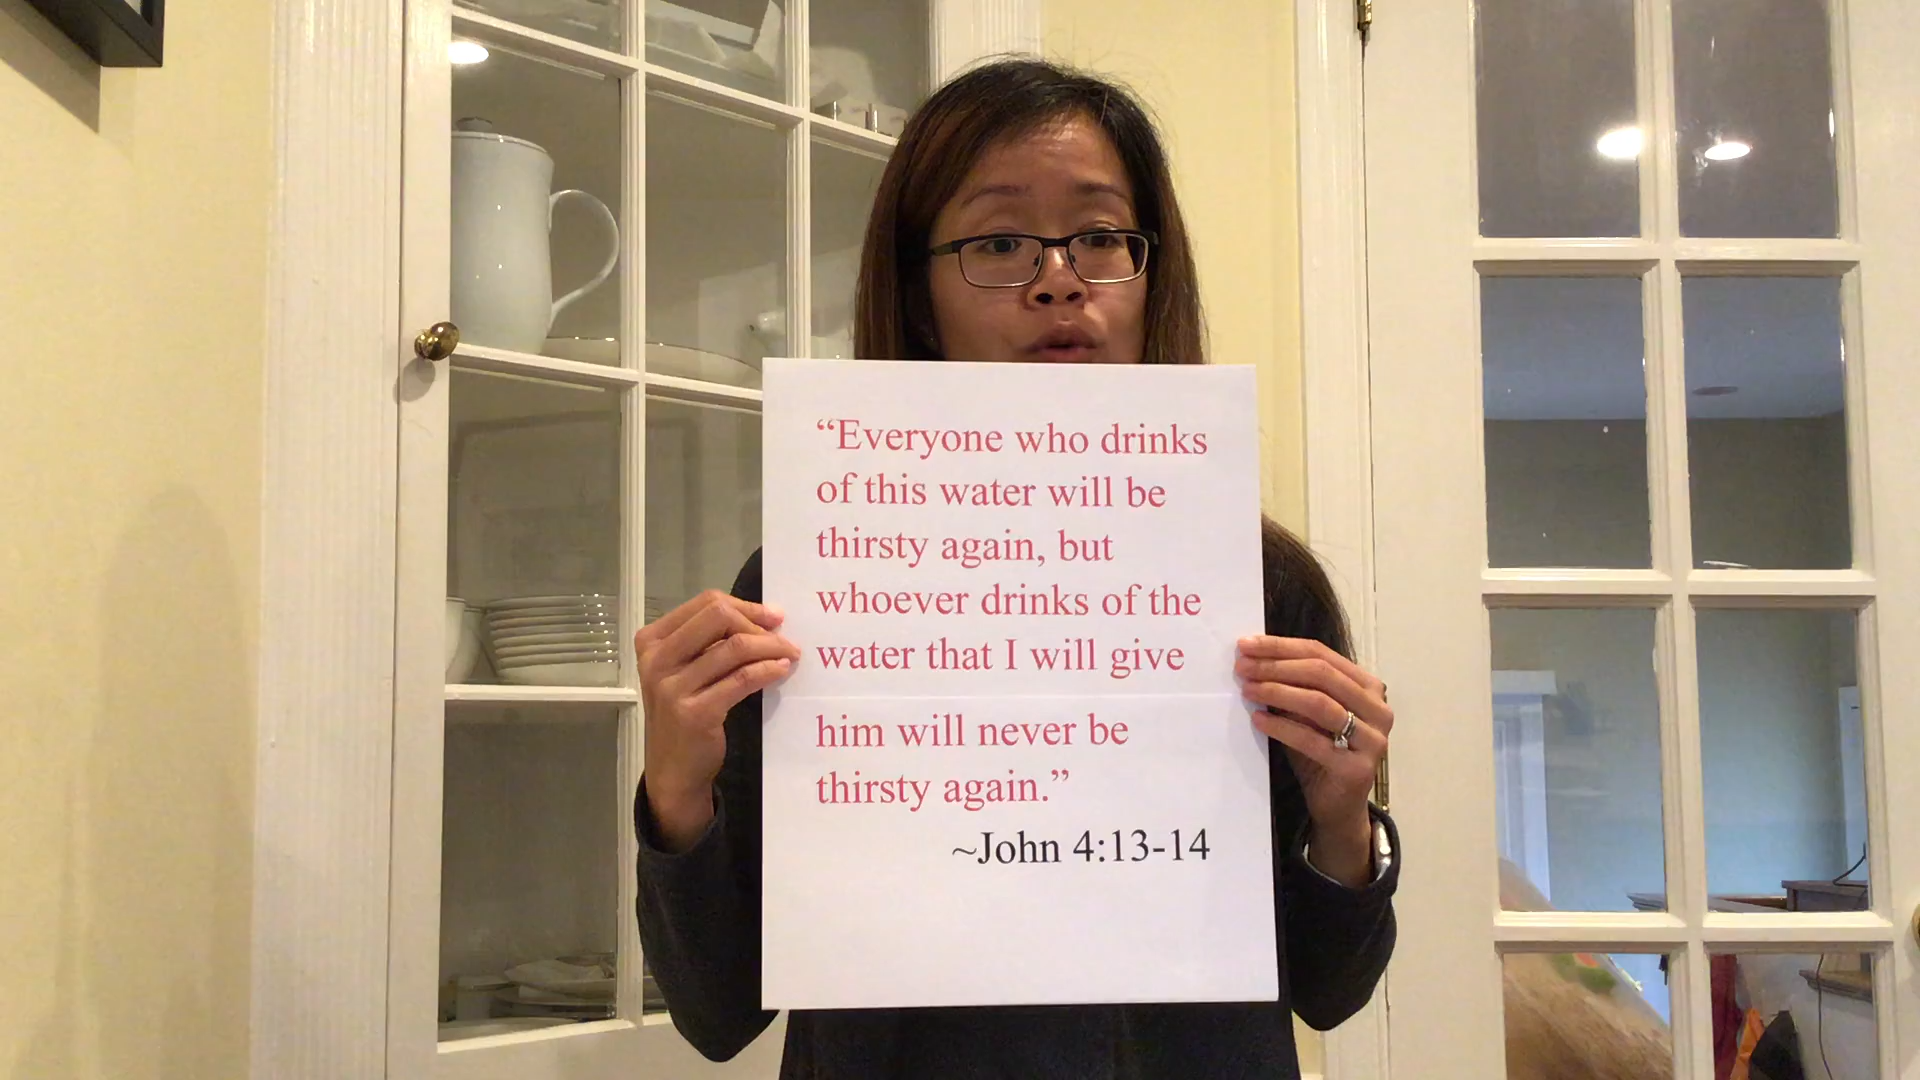 “Everyone who drinks
of this water will be
thirsty again, but
whoever drinks of the
water that I will give
him will never be
thirsty again.”
~John 4:13-14